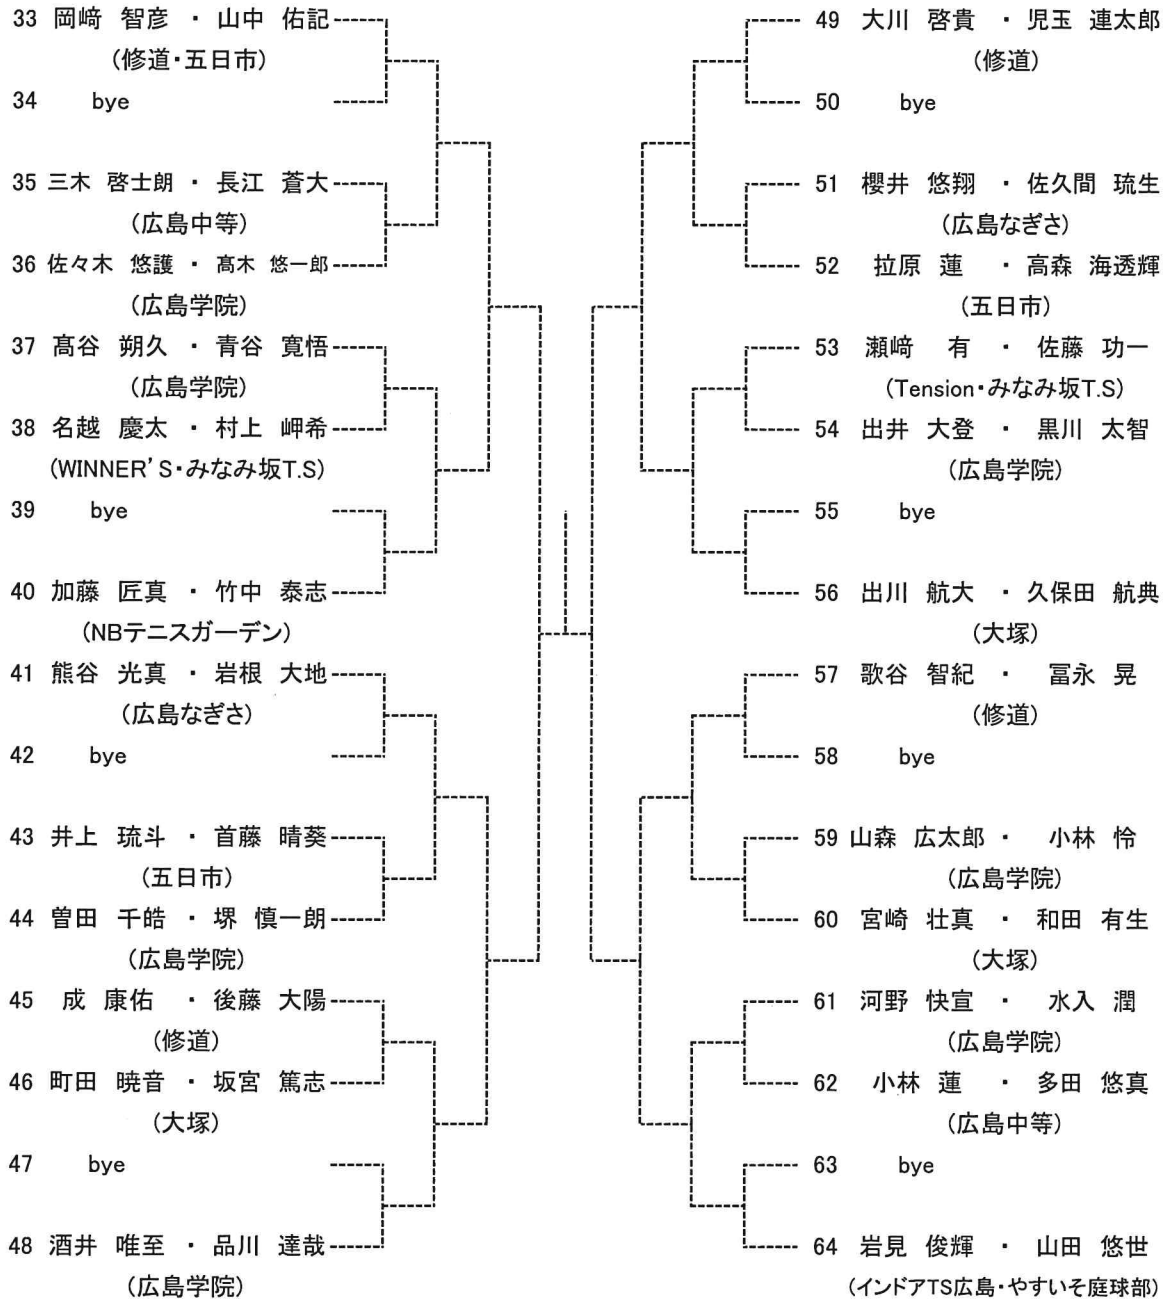 33 岡﨑 智彦 ・ 山中 佑記
(修道・五日市)
34 bye
35 三木 啓士朗 ・ 長江 蒼大
(広島中等)
36 佐々木 悠護 ・ 髙木 悠一郎
(広島学院)
37 髙谷 朔久 ・ 青谷 寛悟
(広島学院)
38 名越 慶太 ・ 村上 岬希
(WINNER'S・みなみ坂T.S)
39 bye
40 加藤 匠真 ・ 竹中 泰志
(NBテニスガーデン)
41 熊谷 光真 ・ 岩根 大地
(広島なぎさ)
42 bye
43 井上 琉斗 ・ 首藤 晴葵
(五日市)
44 曽田 千皓 ・ 堺 慎一朗
(広島学院)
45 成 康佑 ・ 後藤 大陽
(修道)
46 町田 暁音 ・ 坂宮 篤志
(大塚)
47 bye
48 酒井 唯至 ・ 品川 達哉
(広島学院)
49 大川 啓貴 ・ 児玉 連太郎
(修道)
50 bye
51 櫻井 悠翔 ・ 佐久間 琉生
(広島なぎさ)
52 拉原 蓮 ・ 高森 海透輝
(五日市)
53 瀬﨑 有 ・ 佐藤 功一
(Tension・みなみ坂T.S)
54 出井 大登 ・ 黒川 太智
(広島学院)
55 bye
56 出川 航大 ・ 久保田 航典
(大塚)
57 歌谷 智紀 ・ 冨永 晃
(修道)
58 bye
59 山森 広太郎 ・ 小林 怜
(広島学院)
60 宮崎 壮真 ・ 和田 有生
(大塚)
61 河野 快宣 ・ 水入 潤
(広島学院)
62 小林 蓮 ・ 多田 悠真
(広島中等)
63 bye
64 岩見 俊輝 ・ 山田 悠世
(インドアTS広島・やすいそ庭球部)